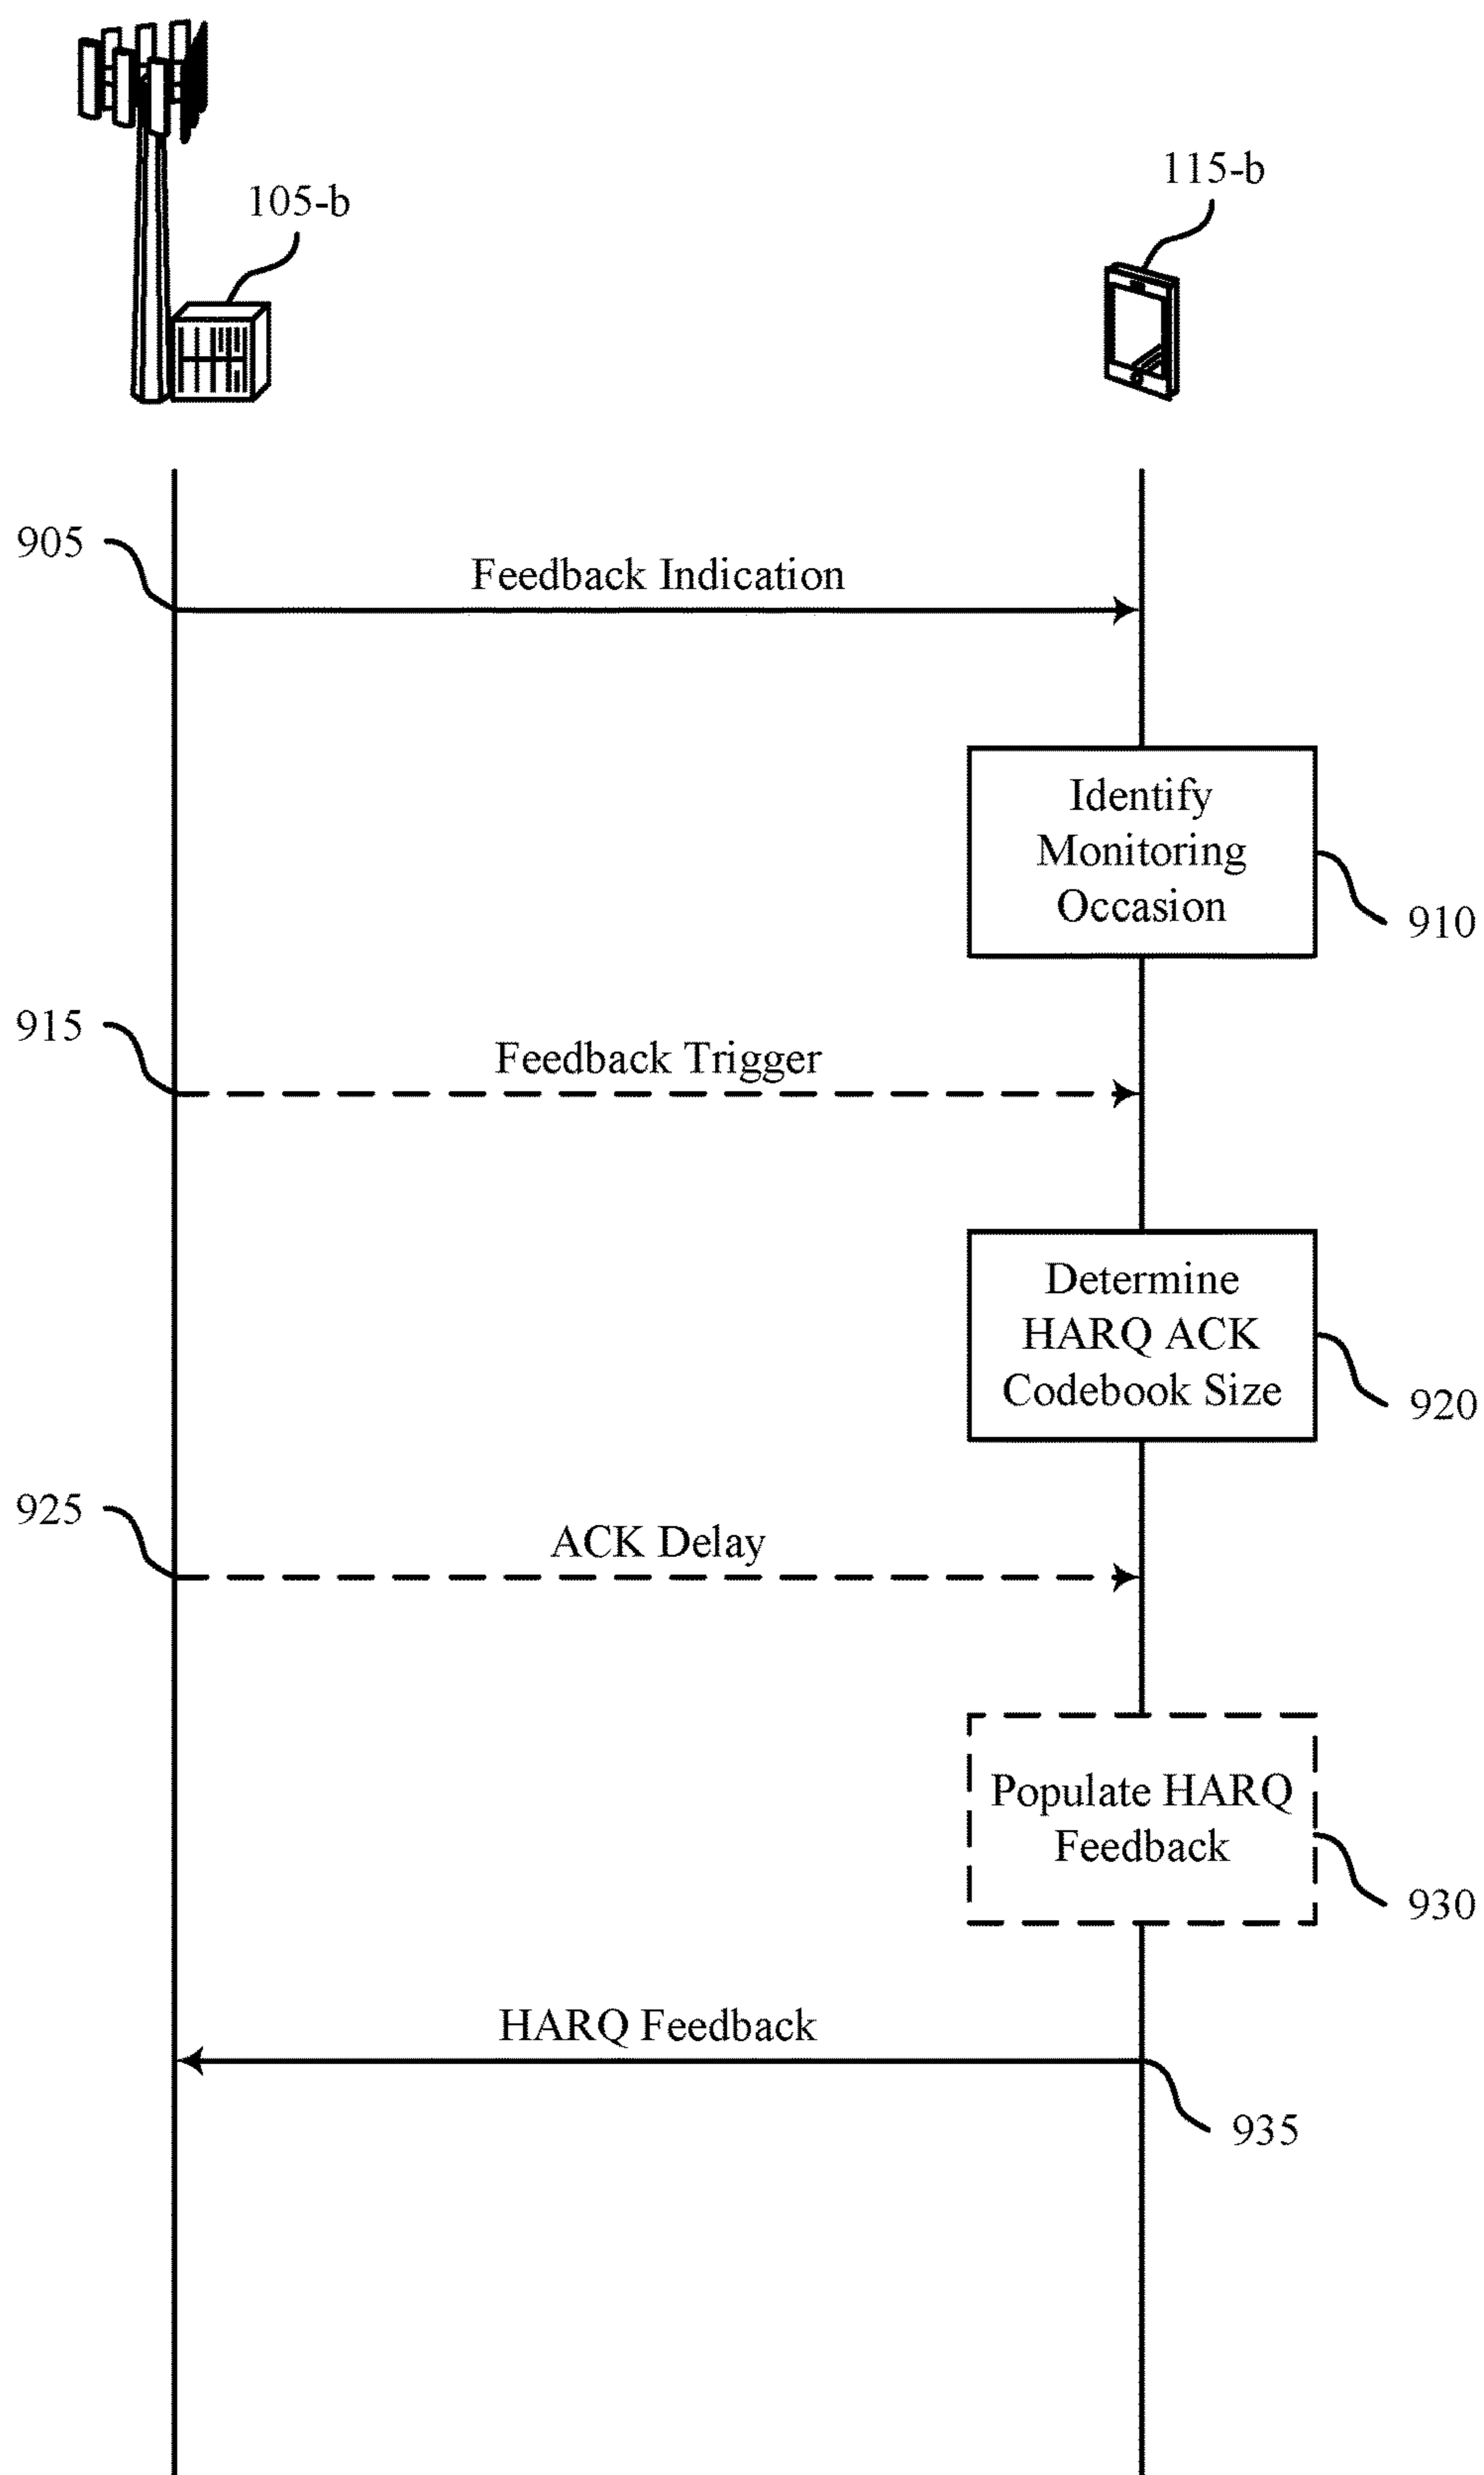 105-b
115-b
905
Feedback Indication
Identify
Monitoring
Occasion
910
915
Feedback Trigger
Determine
HARQ ACK
Codebook Size
920
925
ACK Delay
Populate HARQ
Feedback
930
HARQ Feedback
935